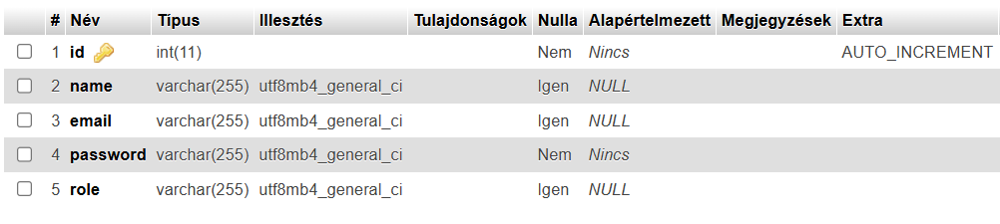 # Név Típus Illesztés Tulajdonságok Nulla Alapértelmezett Megjegyzések Extra
1 id int(11) Nem Nincs AUTO_INCREMENT
2 name varchar(255) utf8mb4_general_ci Igen NULL
3 email varchar(255) utf8mb4_general_ci Igen NULL
4 password varchar(255) utf8mb4_general_ci Nem Nincs
5 role varchar(255) utf8mb4_general_ci Igen NULL